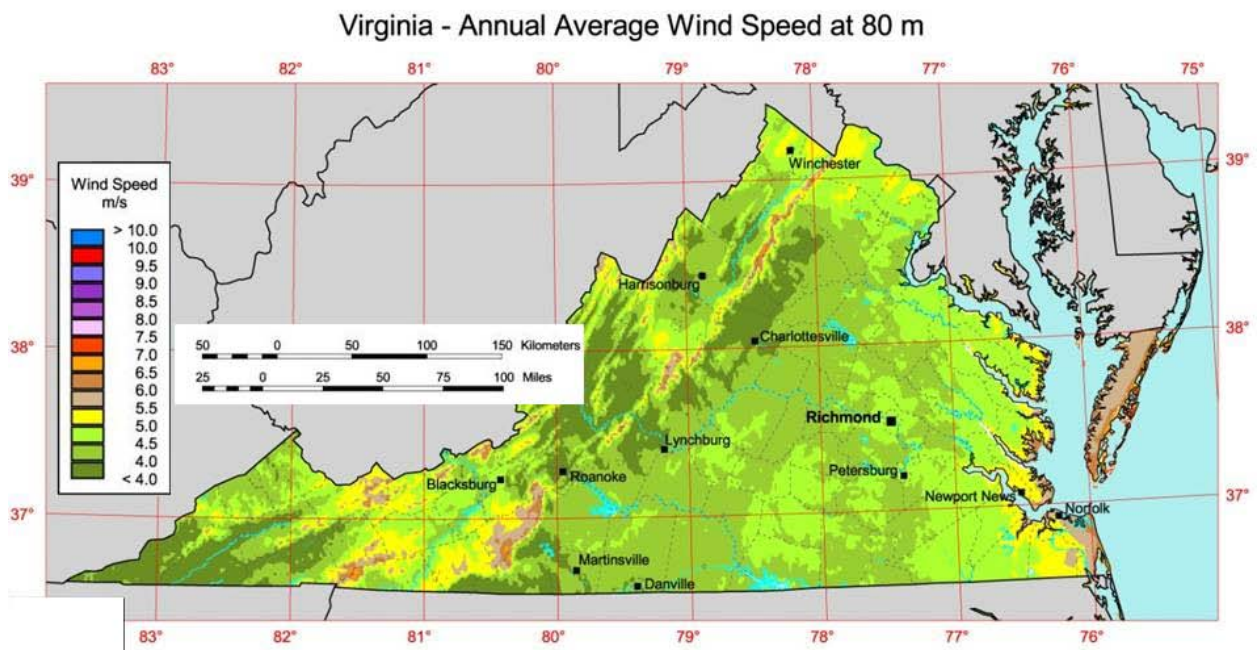 Virginia - Annual Average Wind Speed at 80 m
83° 82° 81° 80° 79° 78° 77° 76° 75°
39° 39°
Winchester
Wind Speed
m/s
> 10.0
10.0
9.5
9.0
8.5
8.0
7.5
7.0
6.5
6.0
5.5
5.0
4.5
4.0
< 4.0
Harrisonburg
38° 38°
Charlottesville
50 0 50 100 150 Kilometers
25 0 25 50 75 100 Miles
Richmond
Lynchburg
Petersburg
Roanoke
Blacksburg
Newport News
Norfolk
37° 37°
Martinsville
Danville
83° 82° 81° 80° 79° 78° 77° 76°